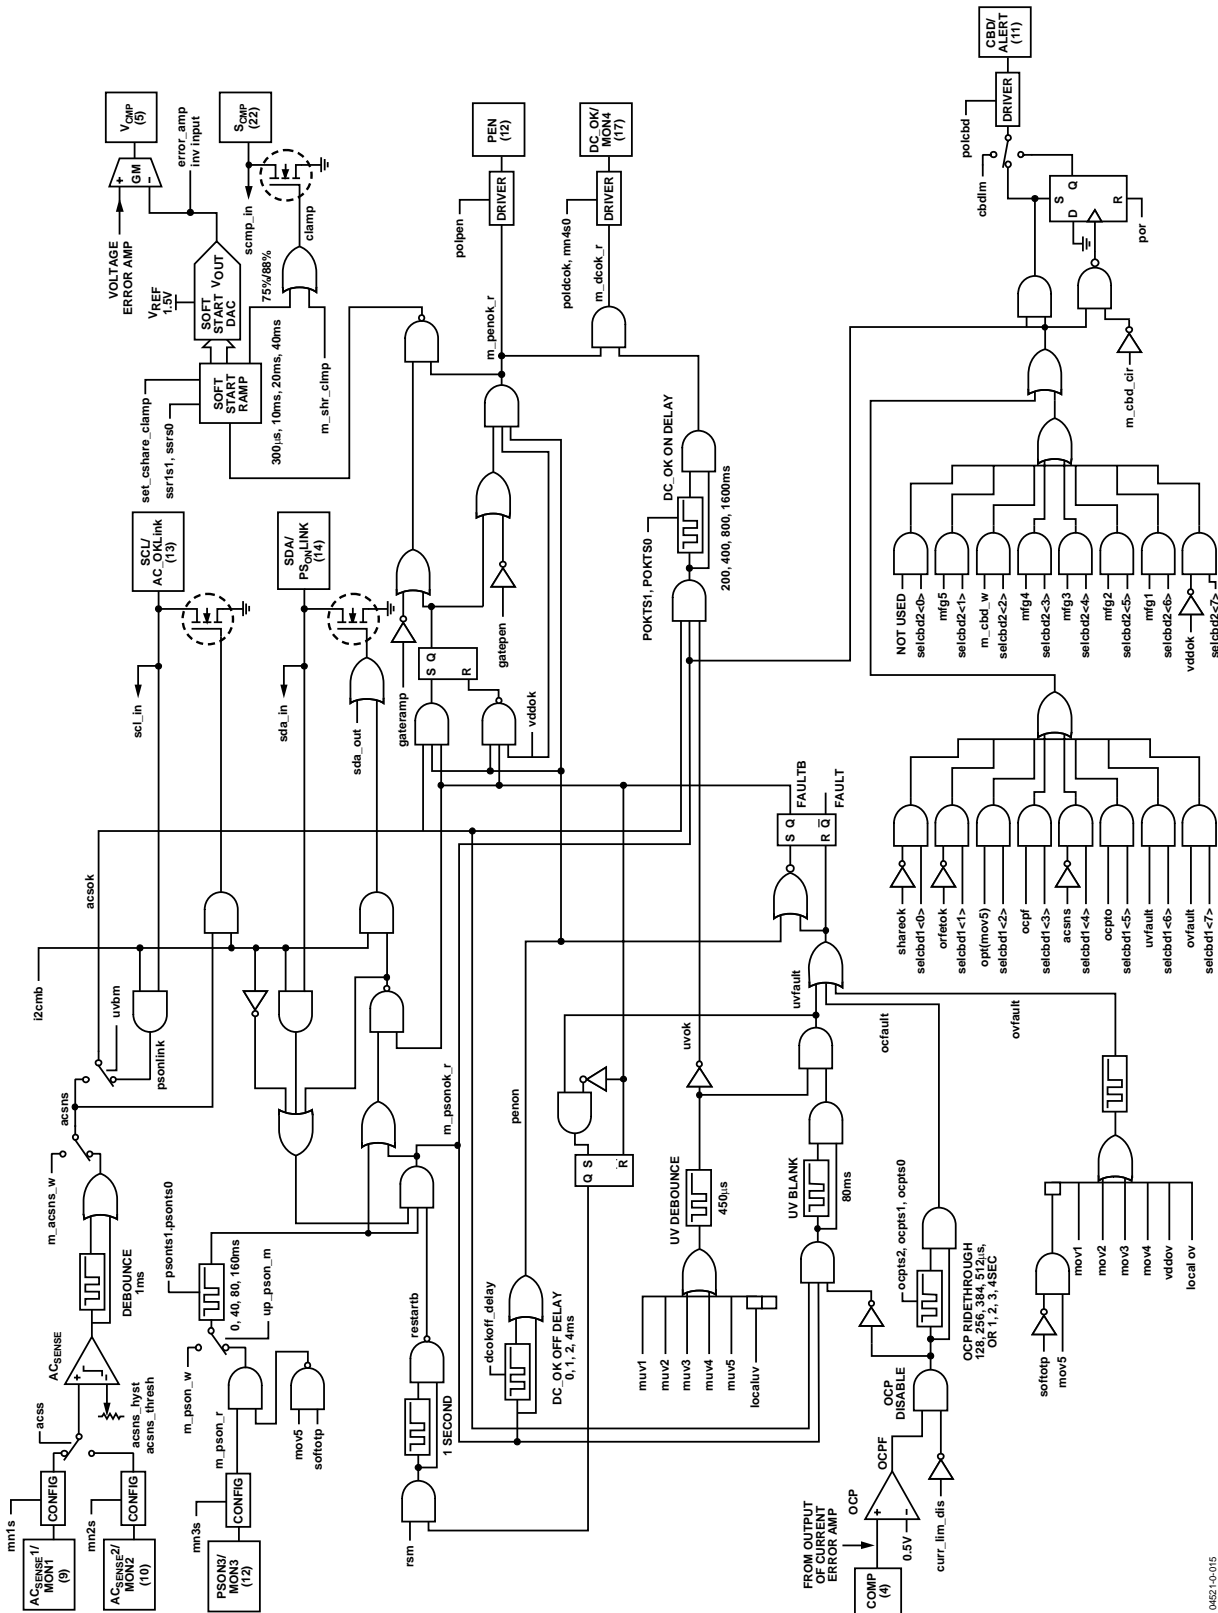 AC_SENSE1/
MON1
(9)
mn1s
CONFIG
AC_SENSE2/
MON2
(10)
mn2s
CONFIG
acss
AC_SENSE
+
–
acsns_hyst
acsns_thresh
DEBOUNCE
1ms
m_acsns_w
acsns
uvbm
acsok
psonlink
i2cmb
PSON3/
MON3
(12)
mn3s
CONFIG
m_pson_w
m_pson_r
mov5
softotp
up_pson_m
psonts1.psonts0
0, 40, 80, 160ms
m_psonok_r
rsm
1 SECOND
restartb
dcokoff_delay
DC_OK OFF DELAY
0, 1, 2, 4ms
penon
Q S
R
muv1
muv2
muv3
muv4
muv5
localuv
UV DEBOUNCE
450µs
uvok
UV BLANK
80ms
uvfault
ocfault
ovfault
FROM OUTPUT
OF CURRENT
ERROR AMP
COMP
(4)
OCP
+
–
0.5V
OCPF
curr_lim_dis
OCP
DISABLE
ocpts2, ocpts1, ocpts0
OCP RIDETHROUGH
128, 256, 384, 512µs,
OR 1, 2, 3, 4SEC
softotp
mov5
mov1
mov2
mov3
mov4
vddov
local ov
S Q
R Q
FAULTB
FAULT
scl_in
SCL/
AC_OKLink
(13)
sda_in
sda_out
SDA/
PS_ONLINK
(14)
gateramp
S Q
R
vddok
gatepen
set_cshare_clamp
ssr1s1, ssrs0
SOFT
START
RAMP
300µs, 10ms, 20ms, 40ms
VREF
1.5V
SOFT
START
DAC
VOUT
VOLTAGE
ERROR AMP
+
–
GM
VCMP
(5)
error_amp
inv input
75%/88%
m_shr_clmp
clamp
scmp_in
SCMP
(22)
m_penok_r
polpen
DRIVER
PEN
(12)
POKTS1, POKTS0
DC_OK ON DELAY
200, 400, 800, 1600ms
m_dcok_r
poldcok, mn4s0
DRIVER
DC_OK/
MON4
(17)
shareok
selcbd1<0>
orfetok
selcbd1<1>
opt(mov5)
selcbd1<2>
ocpf
selcbd1<3>
acsns
selcbd1<4>
ocpto
selcbd1<5>
uvfault
selcbd1<6>
ovfault
selcbd1<7>
NOT USED
selcbd2<0>
mfg5
selcbd2<1>
m_cbd_w
selcbd2<2>
mfg4
selcbd2<3>
mfg3
selcbd2<4>
mfg2
selcbd2<5>
mfg1
selcbd2<6>
vddok
selcbd2<7>
m_cbd_cir
S D
Q R
por
cbdlm
polcbd
DRIVER
CBD/
ALERT
(11)
04521-0-015